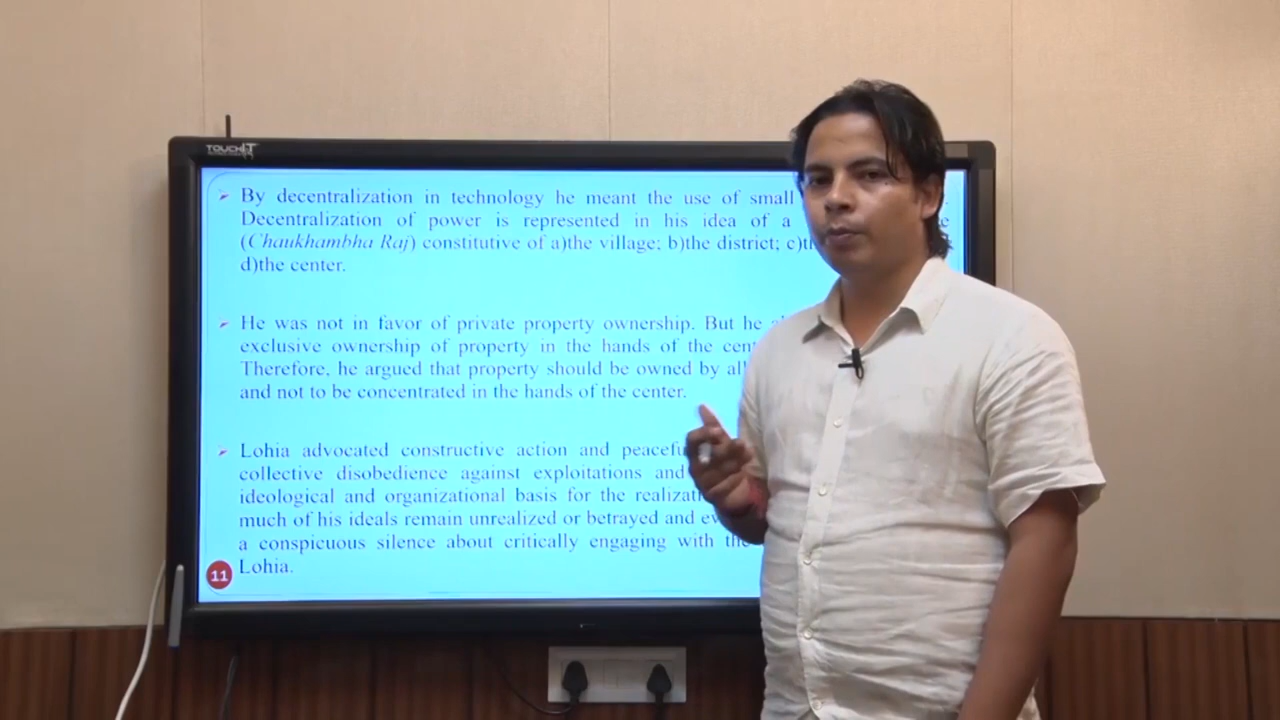 TOUCHIT
➢ By decentralization in technology he meant the use of small
Decentralization of power is represented in his idea of a
(Chaukhambha Raj) constitutive of a)the village; b)the district;
d)the center.
➢ He was not in favor of private property ownership. But he
exclusive ownership of property in the hands of the
Therefore, he argued that property should be owned by all
and not to be concentrated in the hands of the center.
➢ Lohia advocated constructive action and
collective disobedience against exploitations and
ideological and organizational basis for the
much of his ideals remain unrealized or betrayed and
a conspicuous silence about critically engaging with the
11 Lohia.